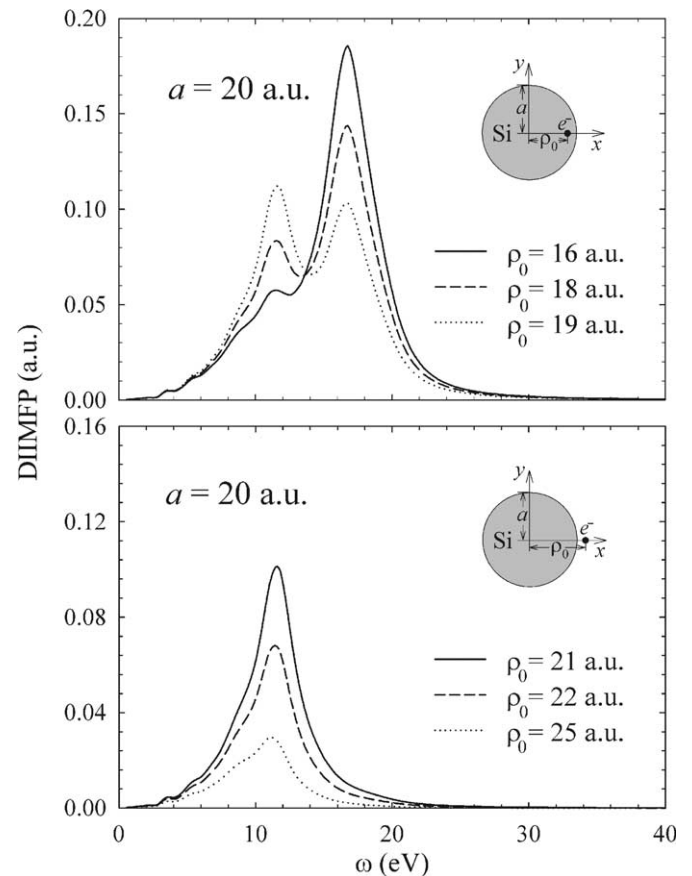 DIIMFP (a.u.)
0.20
0.15
0.10
0.05
0.00
a = 20 a.u.
y
a
Si
e⁻
ρ₀
x
ρ₀ = 16 a.u.
ρ₀ = 18 a.u.
ρ₀ = 19 a.u.
0.16
0.12
0.08
0.04
0.00
a = 20 a.u.
y
a
Si
e⁻
ρ₀
x
ρ₀ = 21 a.u.
ρ₀ = 22 a.u.
ρ₀ = 25 a.u.
0 10 20 30 40
ω (eV)